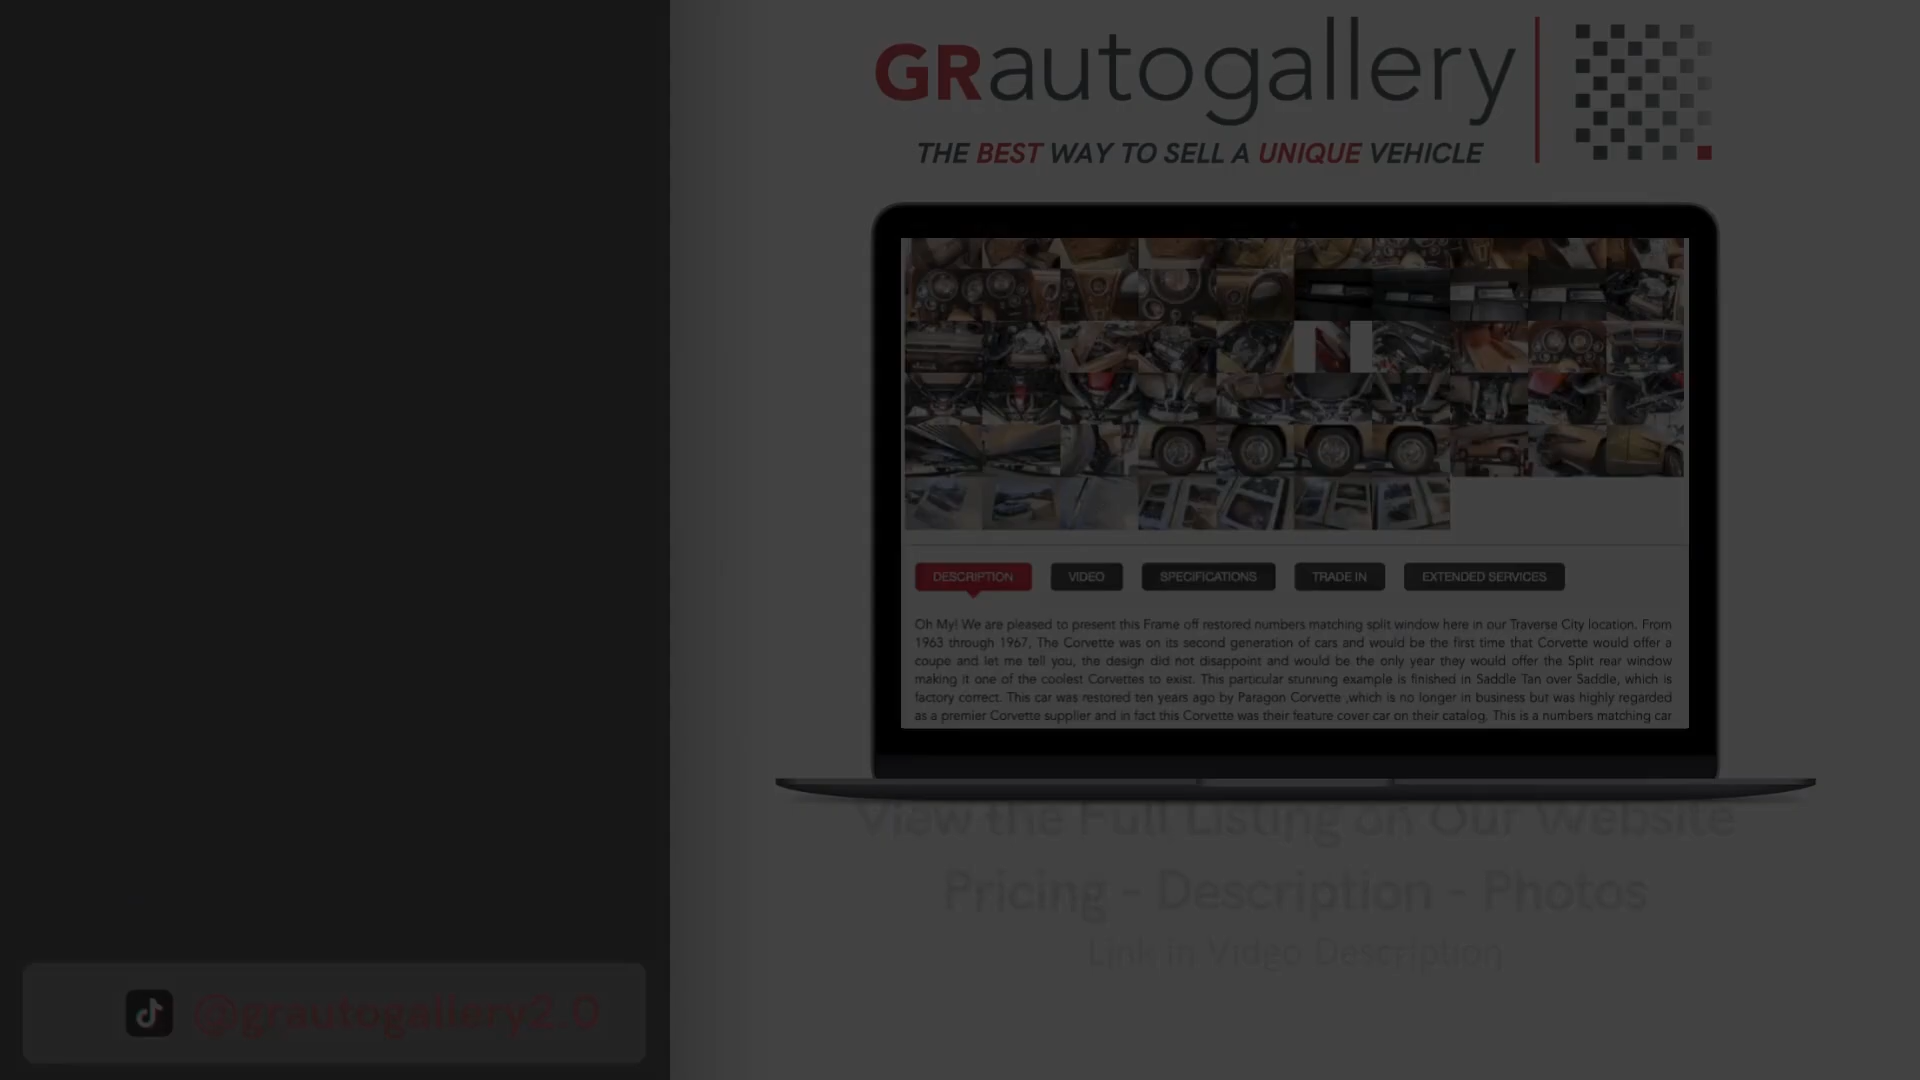 GRautogallery
THE BEST WAY TO SELL A UNIQUE VEHICLE
DESCRIPTION VIDEO SPECIFICATIONS TRADE IN EXTENDED SERVICES
Oh My! We are pleased to present this Frame off restored numbers matching split window here in our Traverse City location. From
1963 through 1967, The Corvette was on its second generation of cars and would be the first time that Corvette would offer a
coupe and let me tell you, the design did not disappoint and would be the only year they would offer the Split rear window
making it one of the coolest Corvettes to exist. This particular stunning example is finished in Saddle Tan over Saddle, which is
factory correct. This car was restored ten years ago by Paragon Corvette ,which is no longer in business but was highly regarded
as a premier Corvette supplier and in fact this Corvette was their feature cover car on their catalog. This is a numbers matching car
View the Full Listing on Our Website
Pricing - Description - Photos
Link in Video Description
@grautogallery2.0